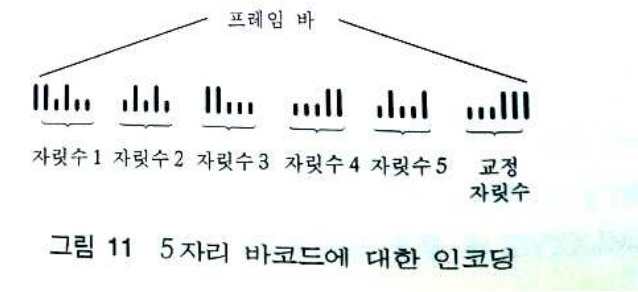 프레임 바
자릿수 1 자릿수 2 자릿수 3 자릿수 4 자릿수 5 교정
자릿수
그림 11 5자리 바코드에 대한 인코딩